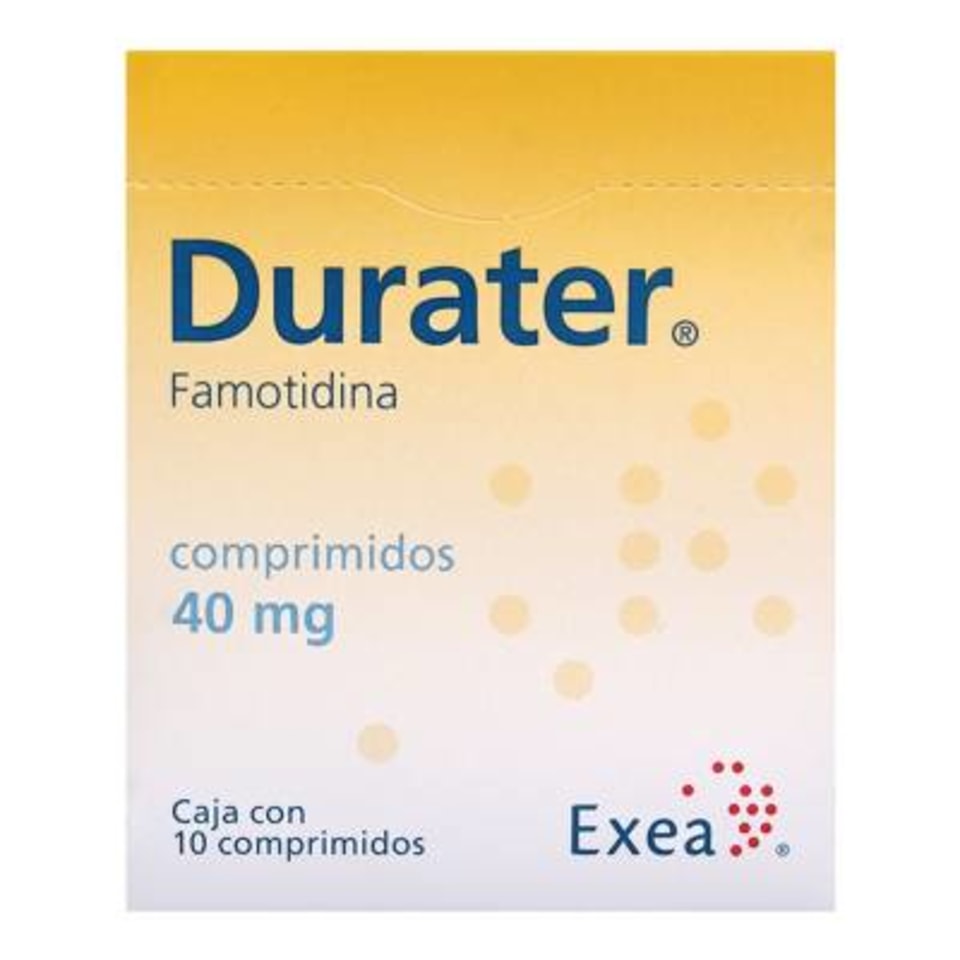 Durater®
Famotidina
comprimidos
40 mg
Caja con
10 comprimidos
Exea®